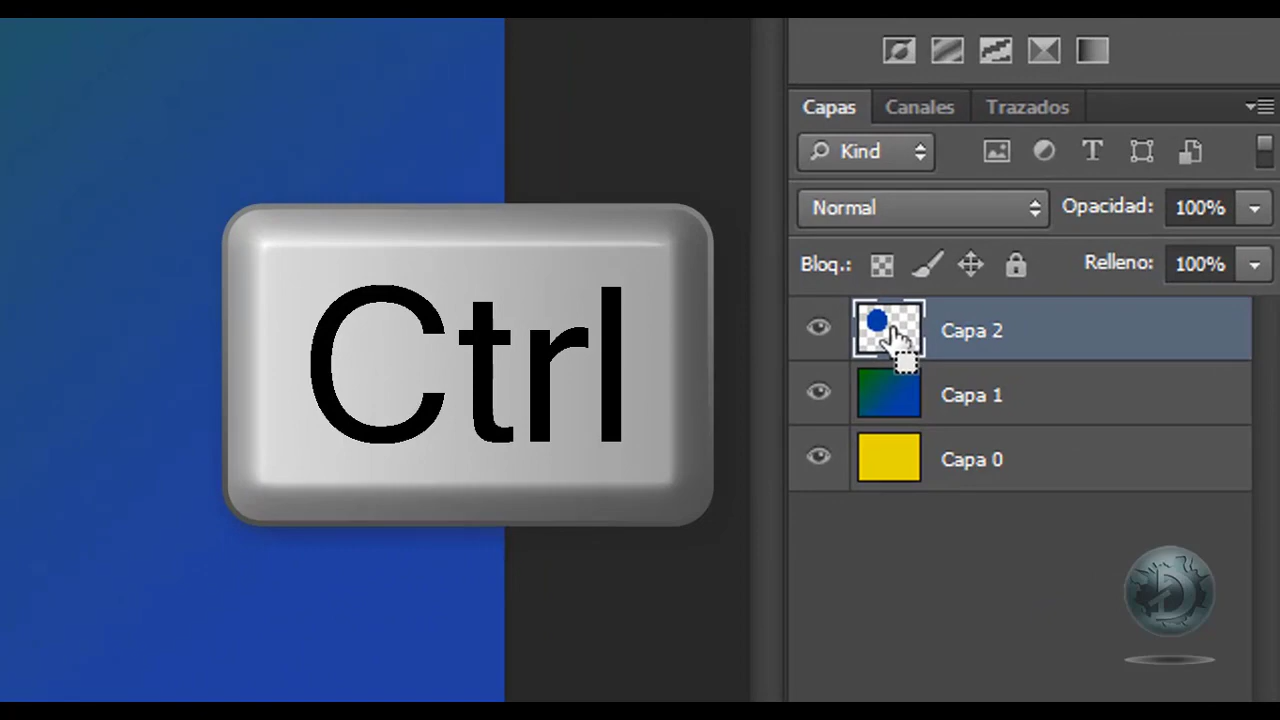 Capas Canales Trazados
Kind
Normal Opacidad: 100%
Bloq.: Relleno: 100%
Ctrl
Capa 2
Capa 1
Capa 0